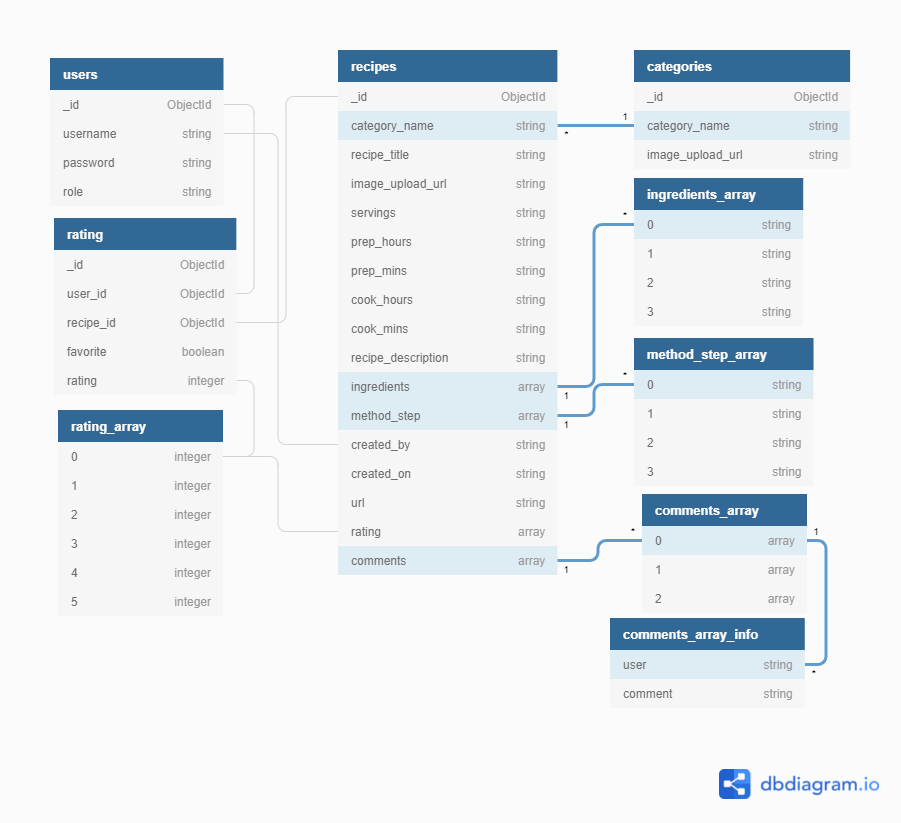 users
_id ObjectId
username string
password string
role string
rating
_id ObjectId
user_id ObjectId
recipe_id ObjectId
favorite boolean
rating integer
rating_array
0 integer
1 integer
2 integer
3 integer
4 integer
5 integer
recipes
_id ObjectId
category_name string
recipe_title string
image_upload_url string
servings string
prep_hours string
prep_mins string
cook_hours string
cook_mins string
recipe_description string
ingredients array
method_step array
created_by string
created_on string
url string
rating array
comments array
* 1
1 *
1 *
1 *
categories
_id ObjectId
category_name string
image_upload_url string
ingredients_array
0 string
1 string
2 string
3 string
method_step_array
0 string
1 string
2 string
3 string
comments_array
0 array
1 array
2 array
1 *
comments_array_info
user string
comment string
dbdiagram.io